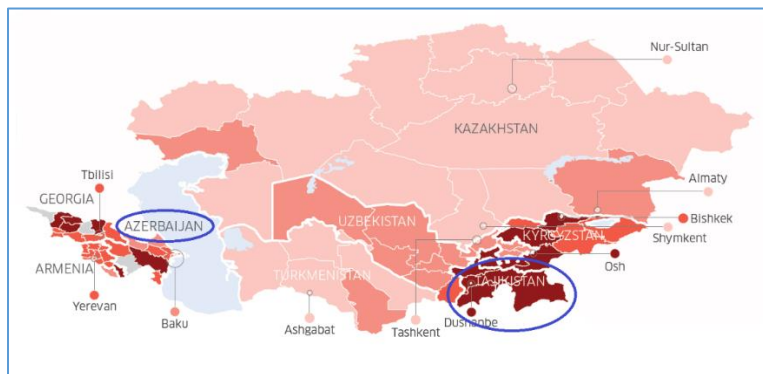 Nur-Sultan
KAZAKHSTAN
Tbilisi
Almaty
GEORGIA
AZERBAIJAN
UZBEKISTAN
Bishkek
KYRGYZSTAN
Shymkent
ARMENIA
TURKMENISTAN
Osh
TAJIKISTAN
Yerevan
Baku
Ashgabat
Tashkent
Dushanbe